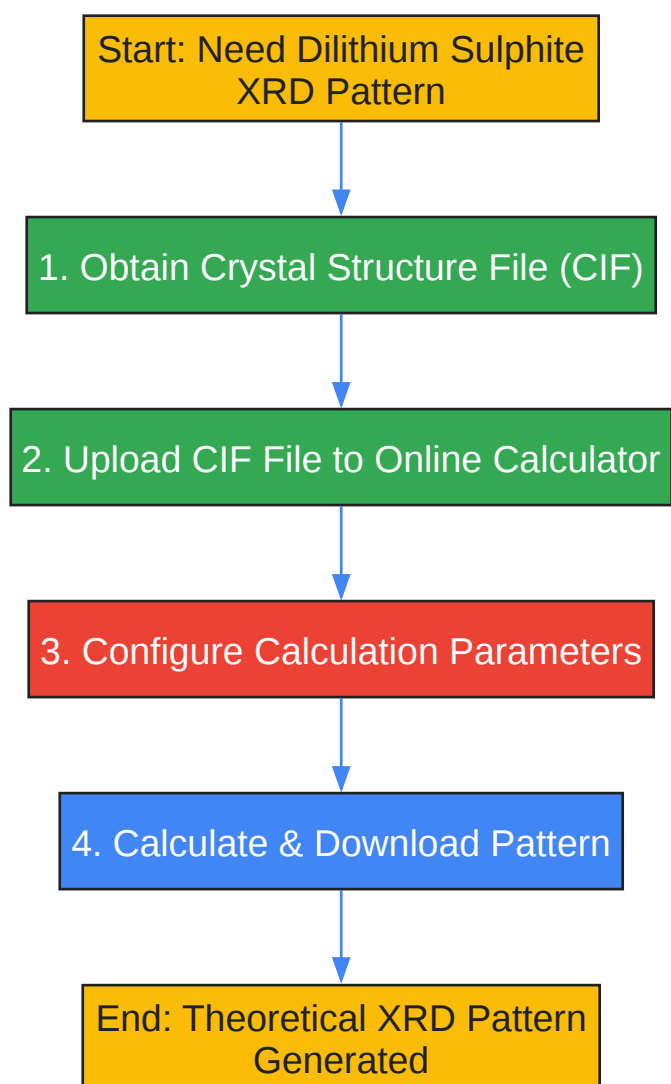 Start: Need Dilithium Sulphite
XRD Pattern
1. Obtain Crystal Structure File (CIF)
2. Upload CIF File to Online Calculator
3. Configure Calculation Parameters
4. Calculate & Download Pattern
End: Theoretical XRD Pattern
Generated